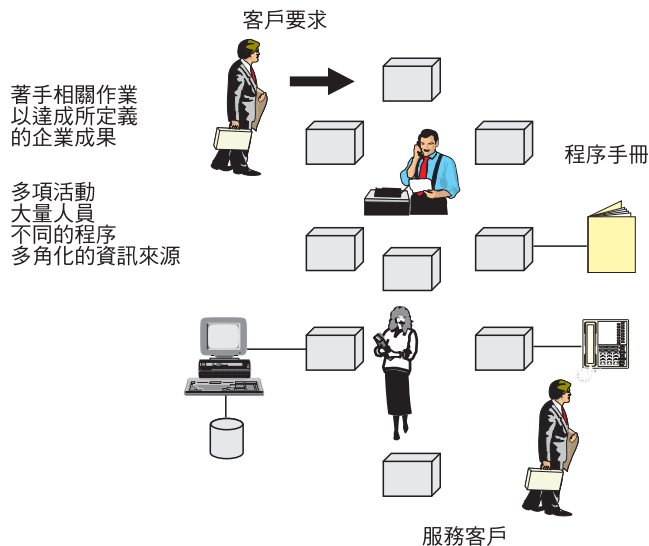 客戶要求
著手相關作業
以達成所定義
的企業成果
程序手冊
多項活動
大量人員
不同的程序
多角化的資訊來源
服務客戶